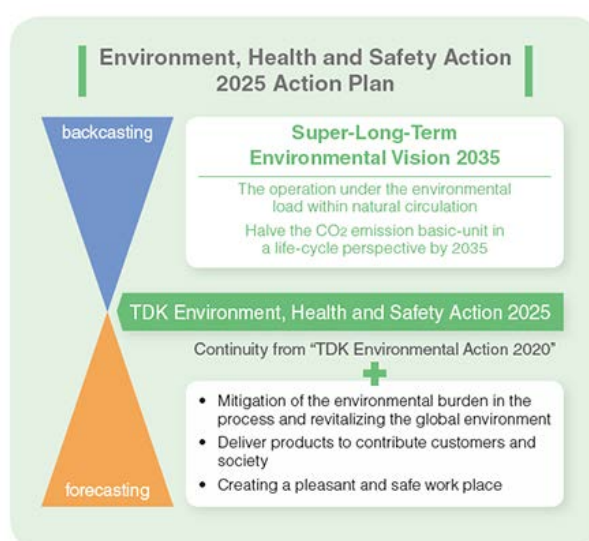 Environment, Health and Safety Action
2025 Action Plan
backcasting
Super-Long-Term
Environmental Vision 2035
The operation under the environmental
load within natural circulation
Halve the CO2 emission basic-unit in
a life-cycle perspective by 2035
TDK Environment, Health and Safety Action 2025
Continuity from “TDK Environmental Action 2020”
• Mitigation of the environmental burden in the
process and revitalizing the global environment
• Deliver products to contribute customers and
society
• Creating a pleasant and safe work place
forecasting